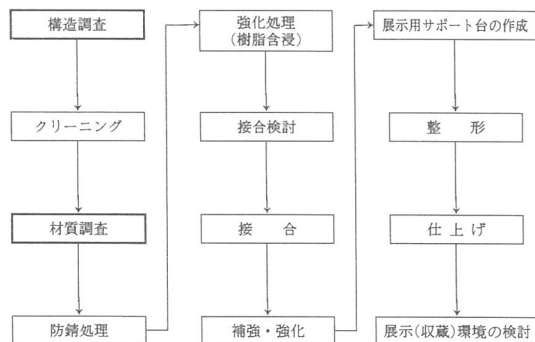 構造調査
クリーニング
材質調査
防錆処理
強化処理
(樹脂含浸)
接合検討
接　合
補強・強化
展示用サポート台の作成
整　形
仕上げ
展示(収蔵)環境の検討